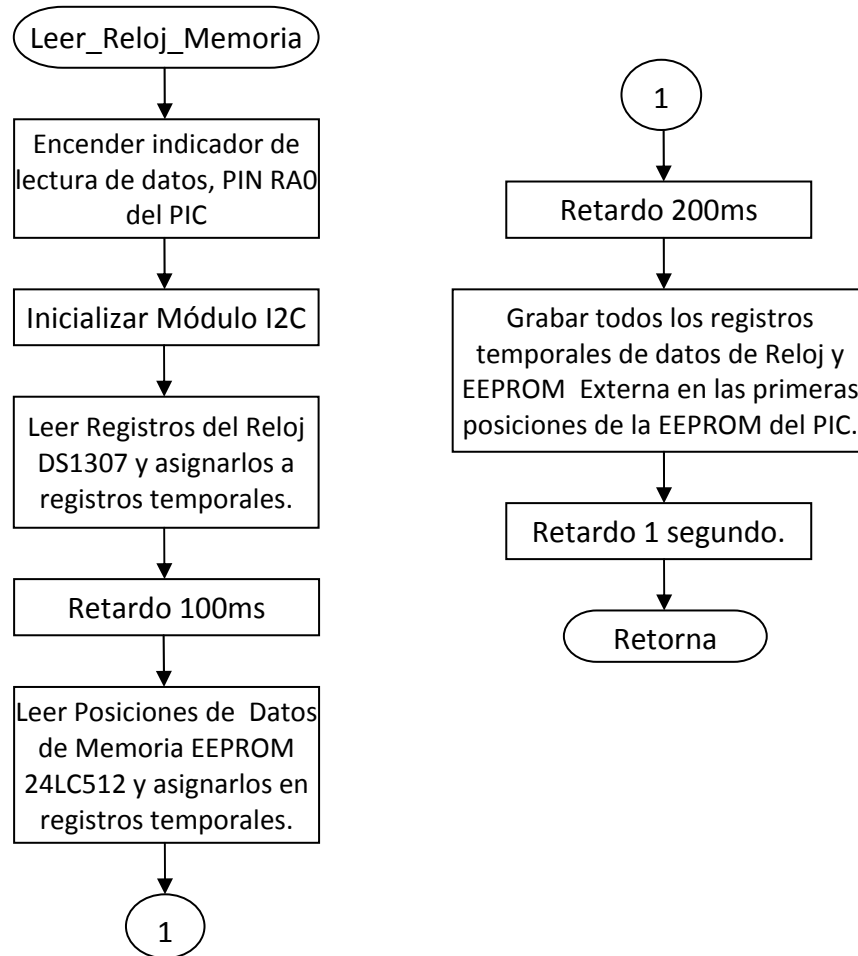 Leer_Reloj_Memoria
Encender indicador de
lectura de datos, PIN RA0
del PIC
Inicializar Módulo I2C
Leer Registros del Reloj
DS1307 y asignarlos a
registros temporales.
Retardo 100ms
Leer Posiciones de Datos
de Memoria EEPROM
24LC512 y asignarlos en
registros temporales.
1
1
Retardo 200ms
Grabar todos los registros
temporales de datos de Reloj y
EEPROM Externa en las primeras
posiciones de la EEPROM del PIC.
Retardo 1 segundo.
Retorna